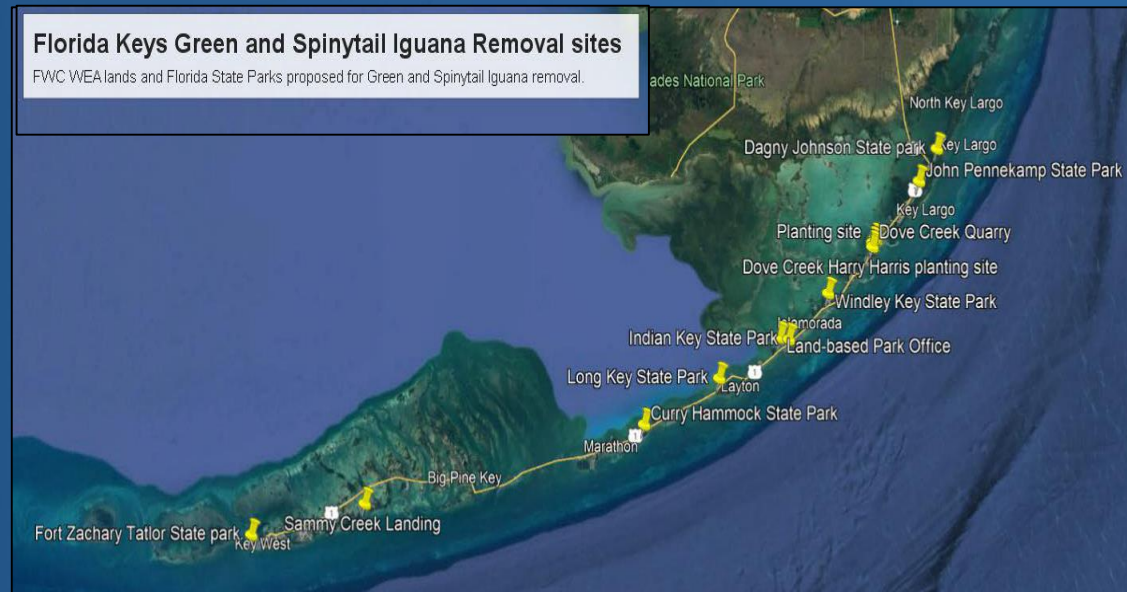 Florida Keys Green and Spinytail Iguana Removal sites
FWC WEA lands and Florida State Parks proposed for Green and Spinytail Iguana removal.
ades National Park
North Key Largo
Dagny Johnson State park
Key Largo
John Pennekamp State Park
1
Key Largo
Planting site
Dove Creek Quarry
Dove Creek Harry Harris planting site
Windley Key State Park
Islamorada
Indian Key State Park
Land-based Park Office
Long Key State Park
1
Layton
Curry Hammock State Park
1
Marathon
Big Pine Key
1
Sammy Creek Landing
Fort Zachary Tatlor State park
Key West